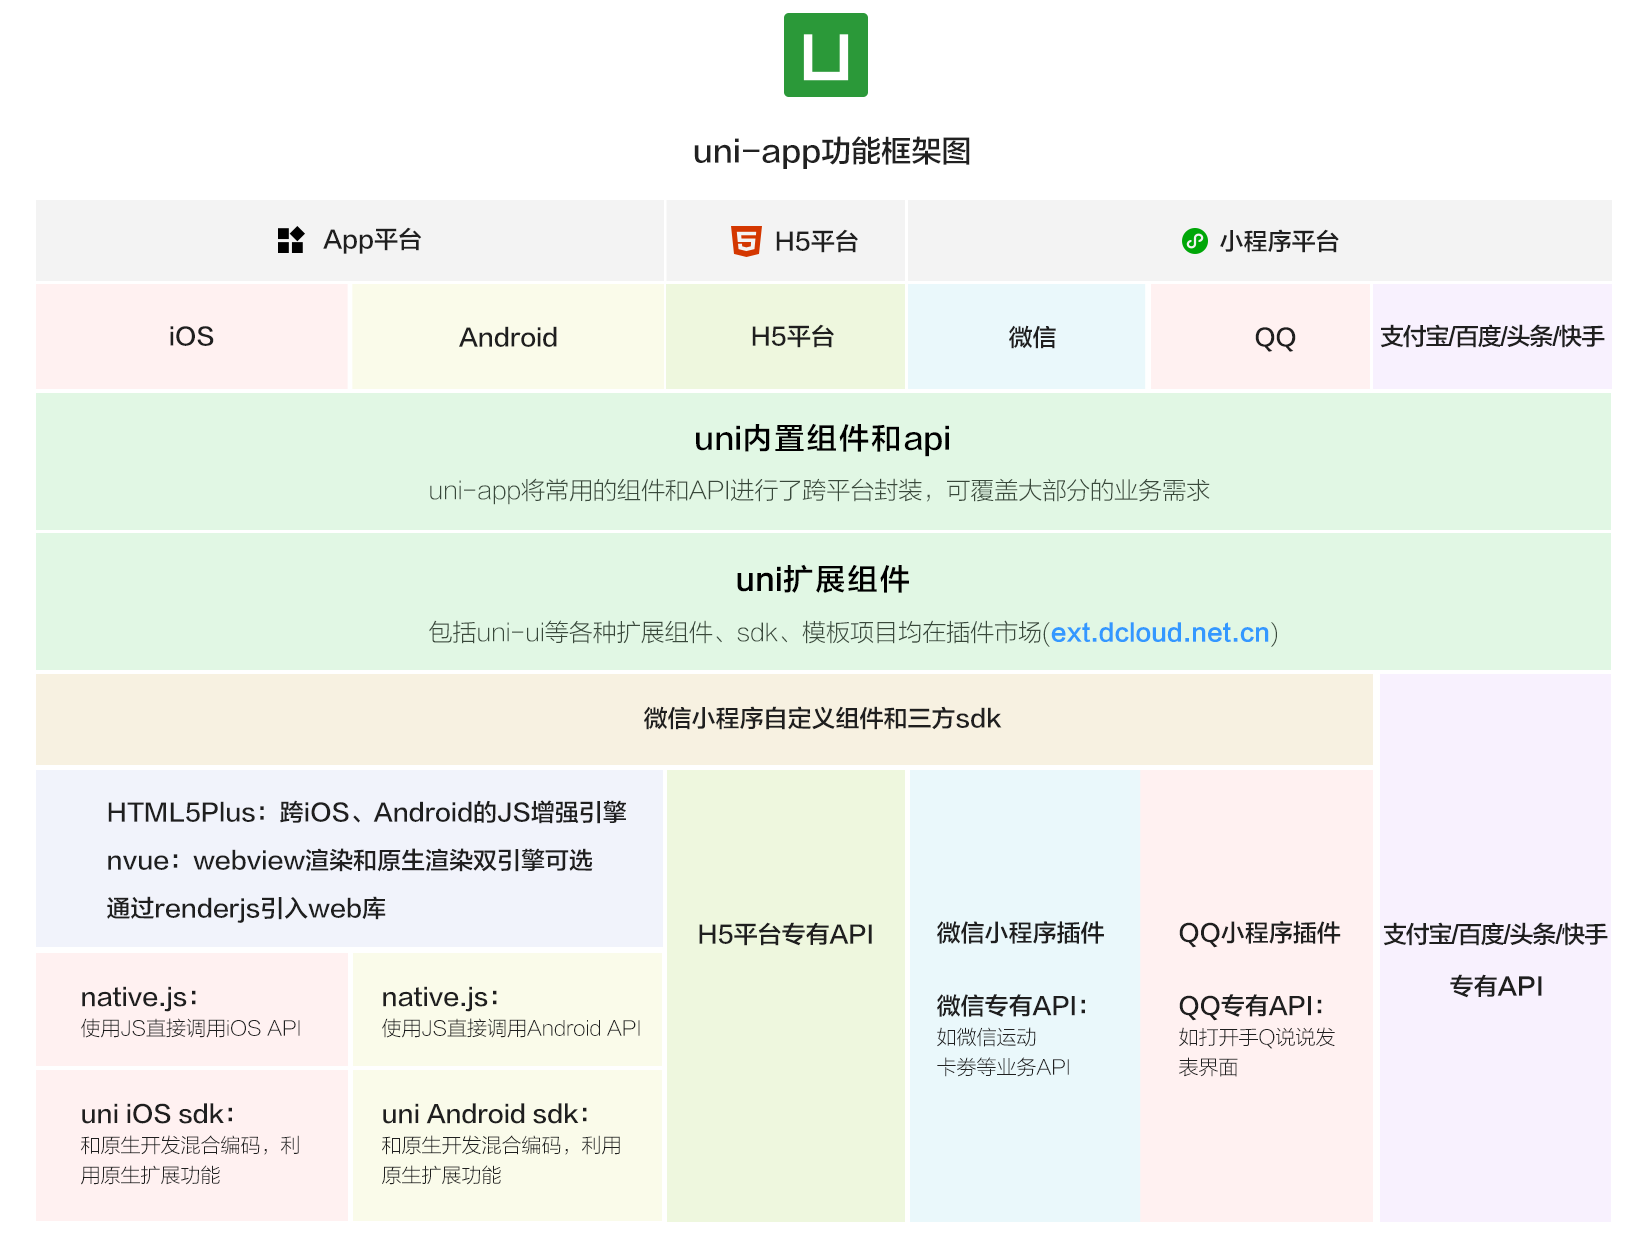 uni-app功能框架图
App平台
H5平台
小程序平台
iOS
Android
H5平台
微信
QQ
支付宝/百度/头条/快手
uni内置组件和api
uni-app将常用的组件和API进行了跨平台封装，可覆盖大部分的业务需求
uni扩展组件
包括uni-ui等各种扩展组件、sdk、模板项目均在插件市场(ext.dcloud.net.cn)
微信小程序自定义组件和三方sdk
HTML5Plus：跨iOS、Android的JS增强引擎
nvue：webview渲染和原生渲染双引擎可选
通过renderjs引入web库
native.js：
使用JS直接调用iOS API
native.js：
使用JS直接调用Android API
uni iOS sdk：
和原生开发混合编码，利
用原生扩展功能
uni Android sdk：
和原生开发混合编码，利用
原生扩展功能
H5平台专有API
微信小程序插件
微信专有API：
如微信运动
卡券等业务API
QQ小程序插件
QQ专有API：
如打开手Q说说发
表界面
支付宝/百度/头条/快手
专有API